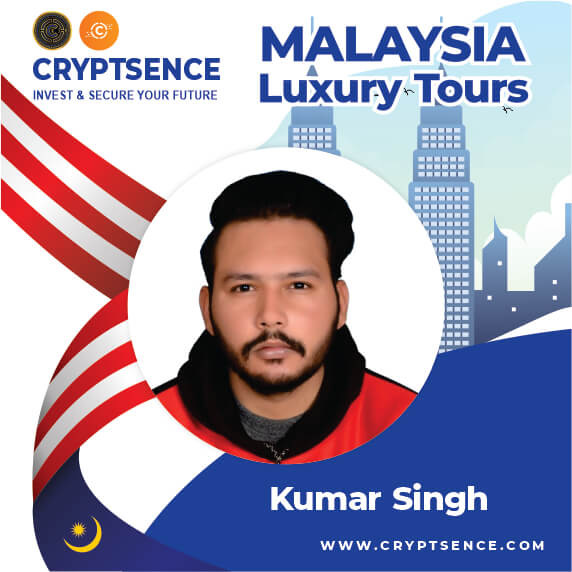 CRYPTSENCE
INVEST & SECURE YOUR FUTURE
MALAYSIA
Luxury Tours
Kumar Singh
WWW.CRYPTSENCE.COM